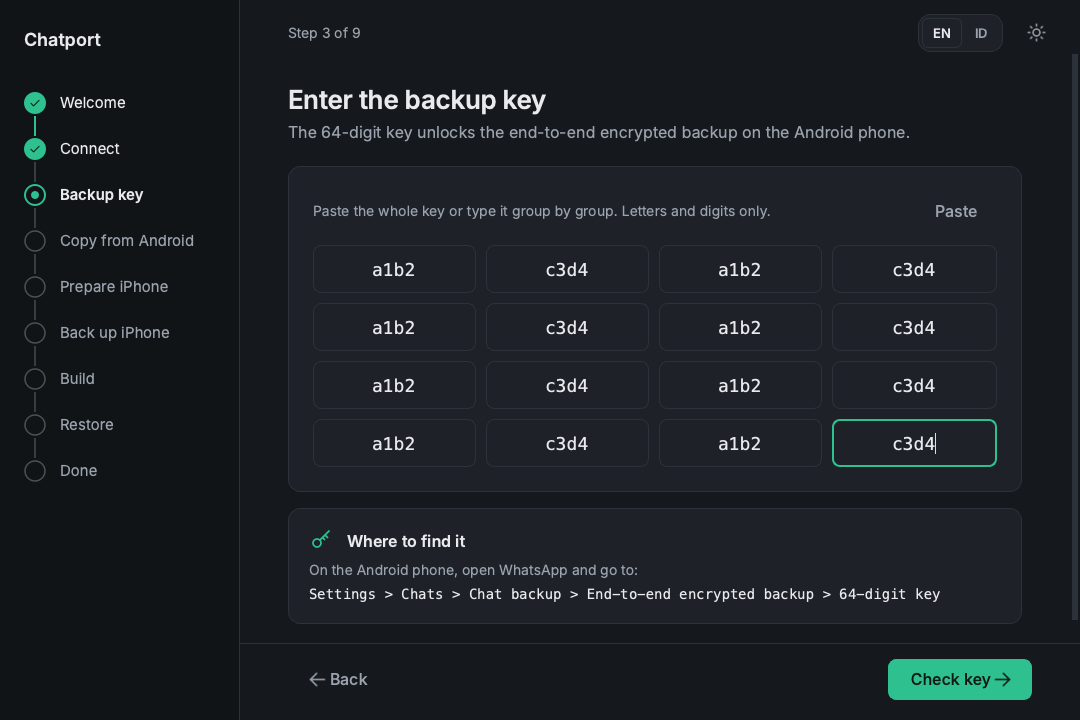 Chatport
Welcome
Connect
Backup key
Copy from Android
Prepare iPhone
Back up iPhone
Build
Restore
Done
Step 3 of 9
EN ID
Enter the backup key
The 64-digit key unlocks the end-to-end encrypted backup on the Android phone.
Paste the whole key or type it group by group. Letters and digits only. Paste
a1b2 c3d4 a1b2 c3d4
a1b2 c3d4 a1b2 c3d4
a1b2 c3d4 a1b2 c3d4
a1b2 c3d4 a1b2 c3d4
Where to find it
On the Android phone, open WhatsApp and go to:
Settings > Chats > Chat backup > End-to-end encrypted backup > 64-digit key
← Back Check key →